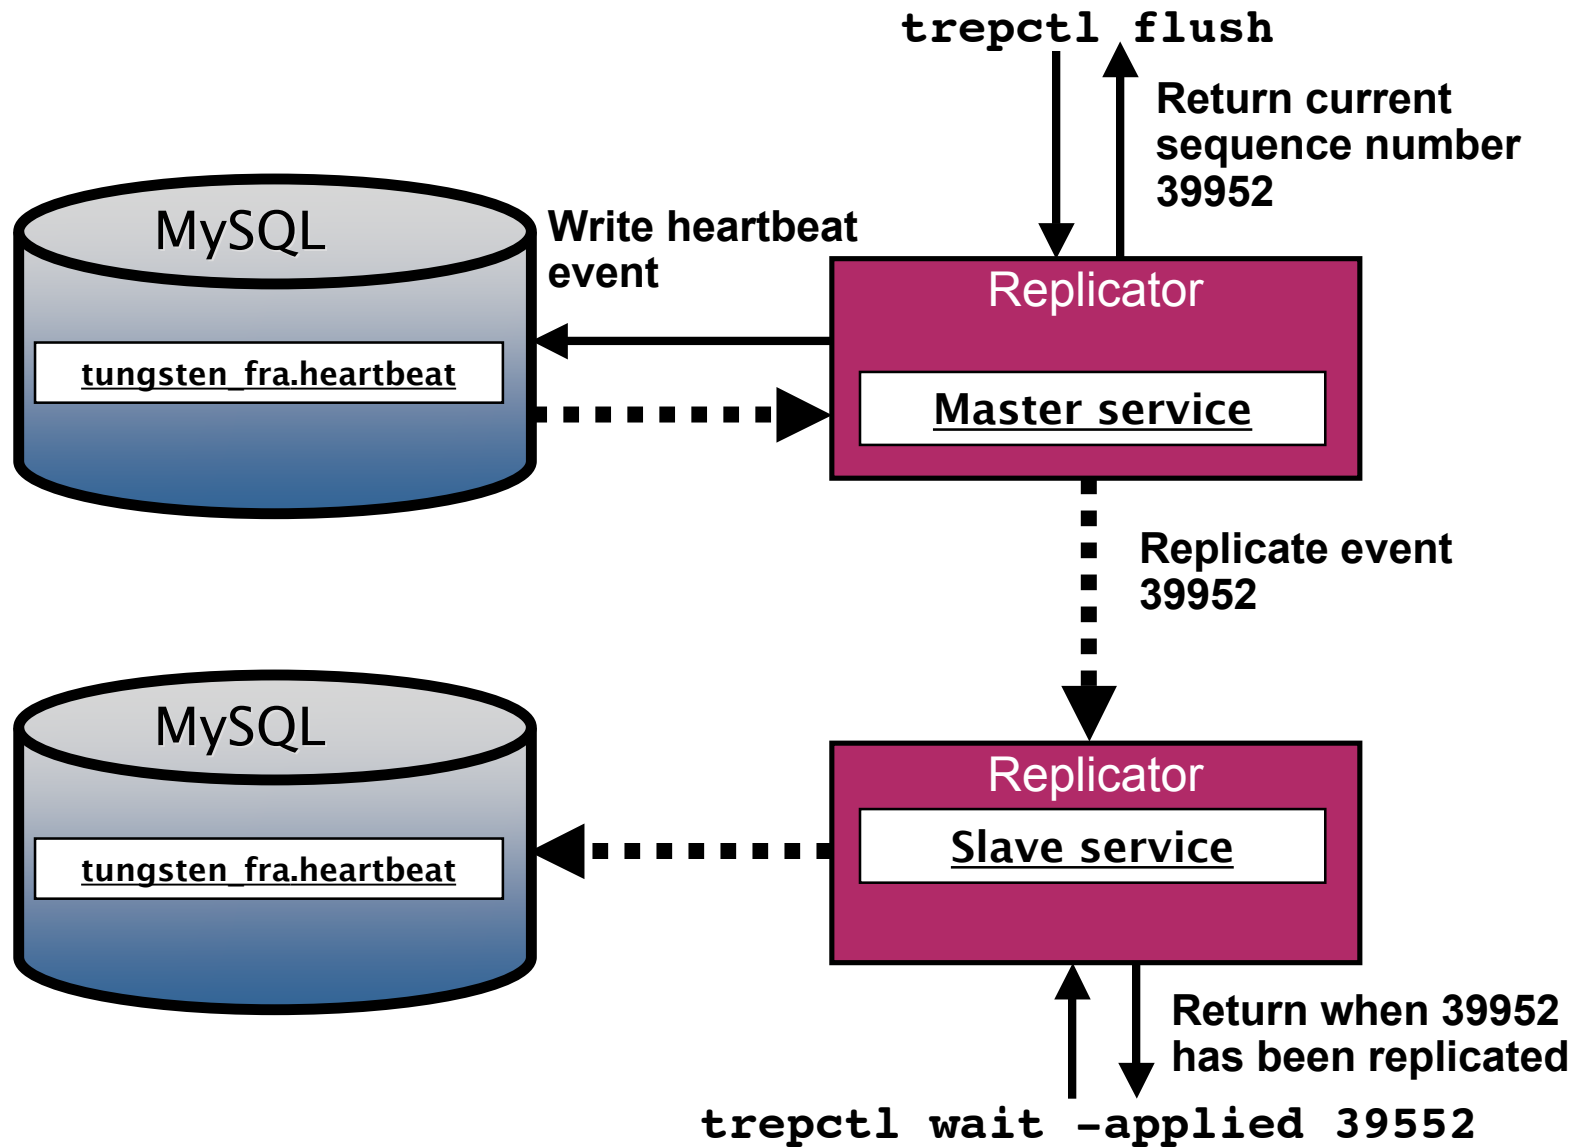 trepctl flush
Return current
sequence number
39952
MySQL
Write heartbeat
event
Replicator
tungsten_fra.heartbeat
Master service
Replicate event
39952
MySQL
Replicator
tungsten_fra.heartbeat
Slave service
Return when 39952
has been replicated
trepctl wait -applied 39552